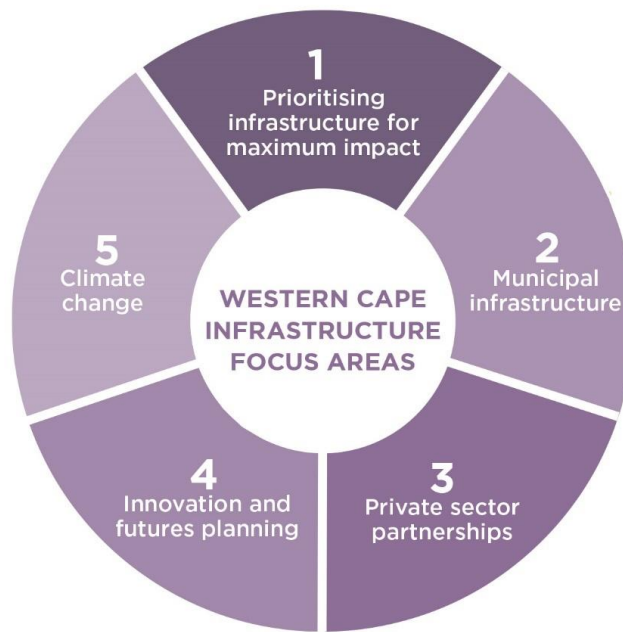 1
Prioritising
infrastructure for
maximum impact
2
Municipal
infrastructure
3
Private sector
partnerships
4
Innovation and
futures planning
5
Climate
change
WESTERN CAPE
INFRASTRUCTURE
FOCUS AREAS